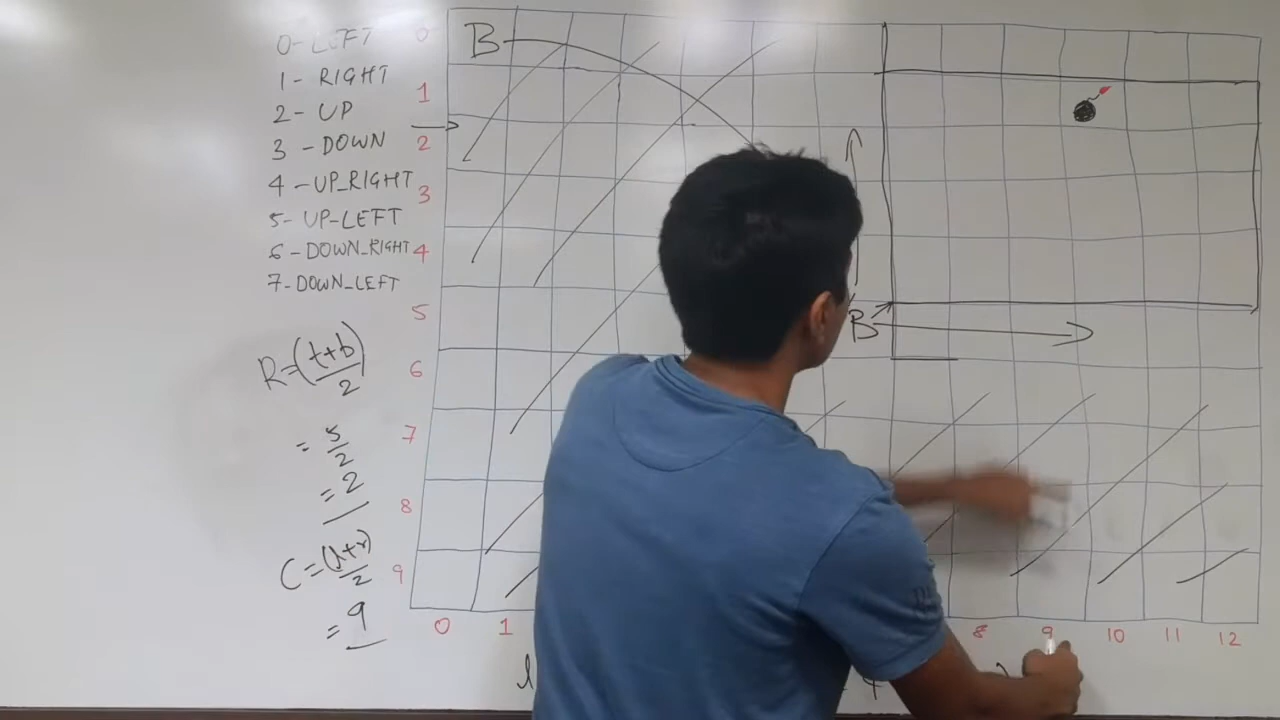 0-LEFT
1 - RIGHT
2 - UP
3 - DOWN
4 - UP_RIGHT
5 - UP-LEFT
6 - DOWN_RIGHT
7-DOWN_LEFT
R=(t+b)/2
= 5/2
= 2
C=(l+r)/2
= 9
0
1
2
3
4
5
6
7
8
9
B
B
0 1 8 9 10 11 12
l 4